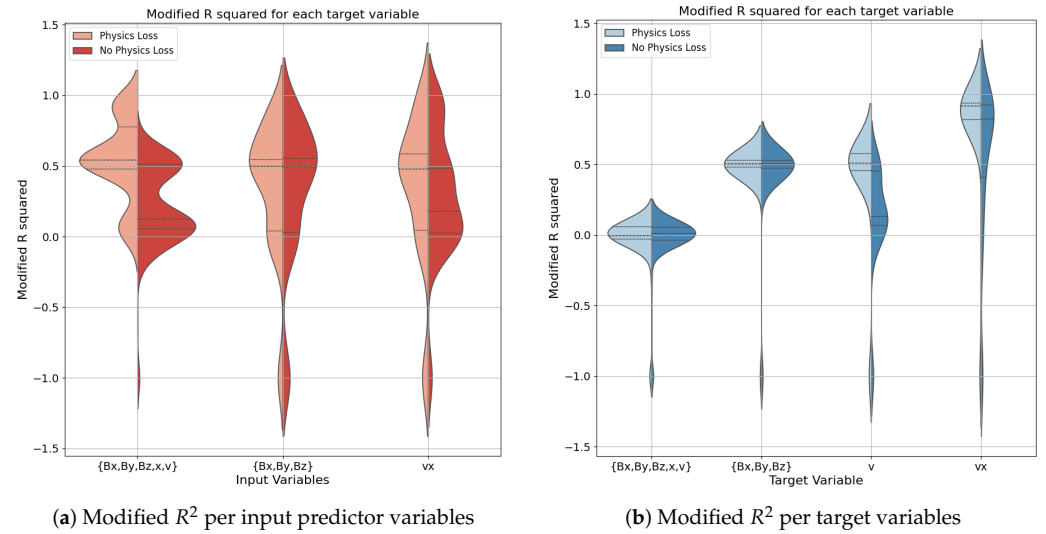 Modified R squared for each target variable
Physics Loss
No Physics Loss
1.5
1.0
0.5
0.0
−0.5
−1.0
−1.5
Modified R squared
{Bx,By,Bz,x,v}
{Bx,By,Bz}
vx
Input Variables
(a) Modified R² per input predictor variables
Modified R squared for each target variable
Physics Loss
No Physics Loss
1.5
1.0
0.5
0.0
−0.5
−1.0
−1.5
Modified R squared
{Bx,By,Bz,x,v}
{Bx,By,Bz}
v
vx
Target Variable
(b) Modified R² per target variables